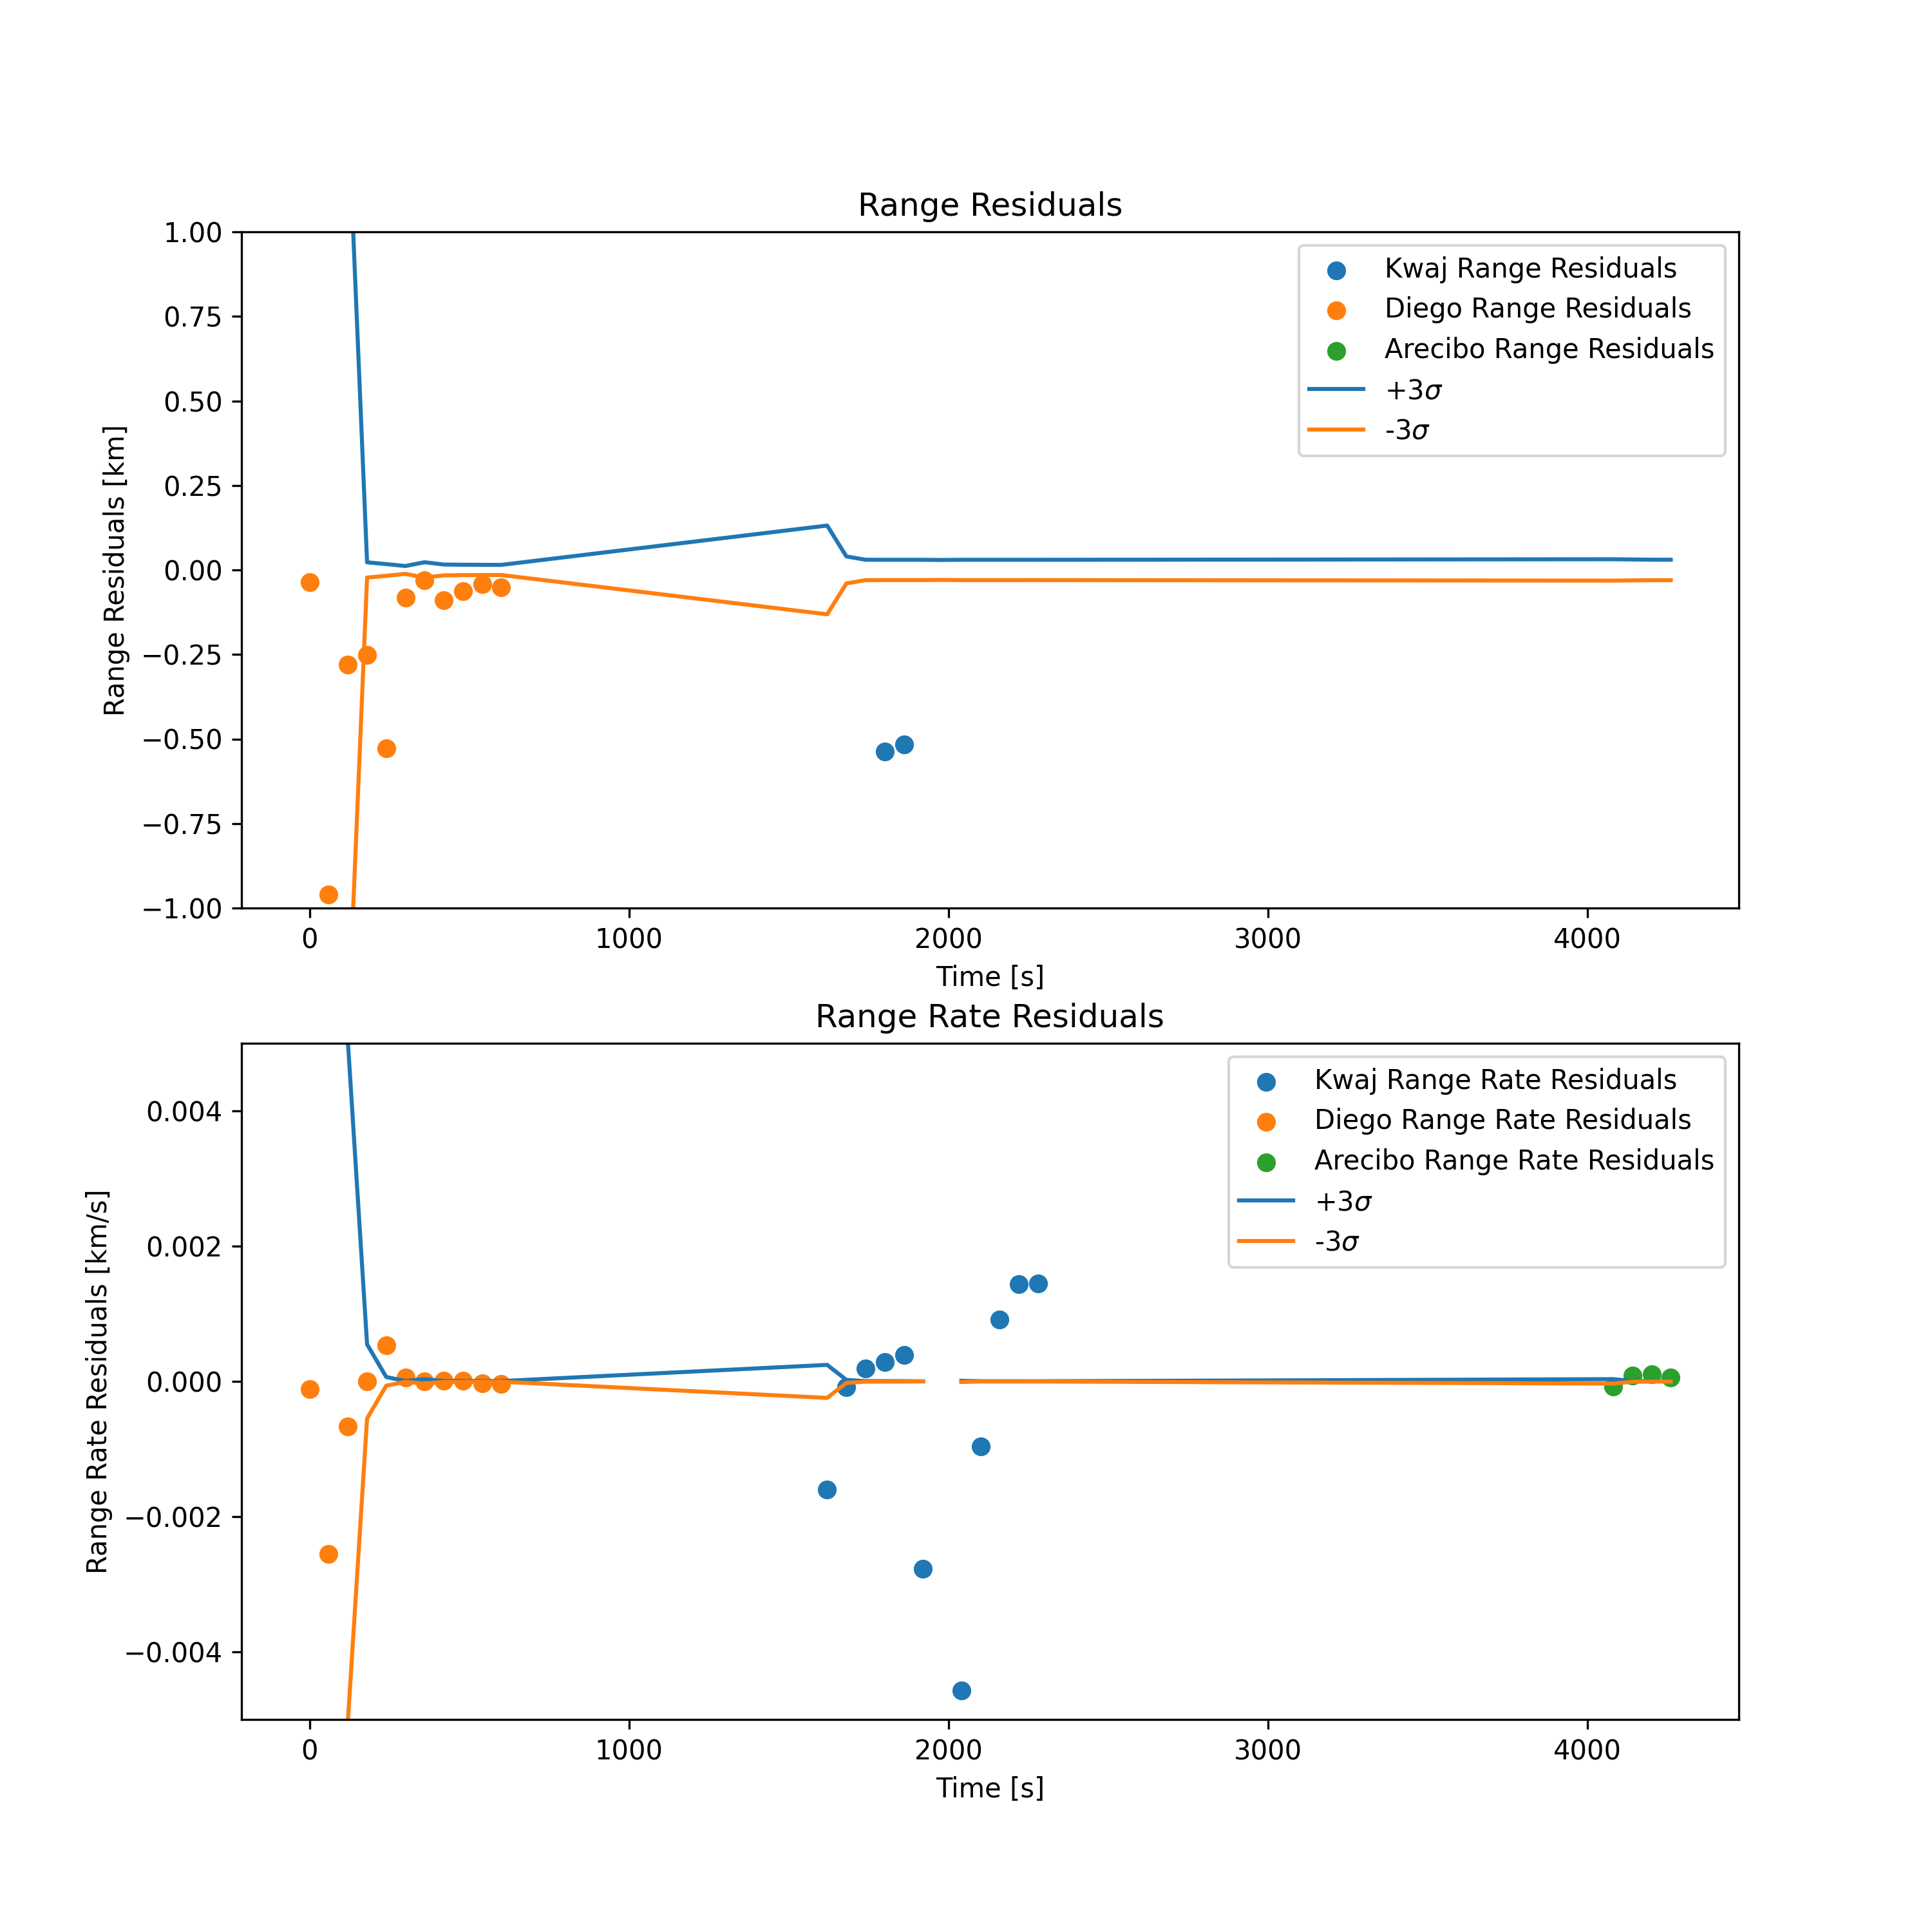 Range Residuals
1.00
0.75
0.50
0.25
0.00
−0.25
−0.50
−0.75
−1.00
Range Residuals [km]
Kwaj Range Residuals
Diego Range Residuals
Arecibo Range Residuals
+3σ
-3σ
0 1000 2000 3000 4000
Time [s]
Range Rate Residuals
0.004
0.002
0.000
−0.002
−0.004
Range Rate Residuals [km/s]
Kwaj Range Rate Residuals
Diego Range Rate Residuals
Arecibo Range Rate Residuals
+3σ
-3σ
0 1000 2000 3000 4000
Time [s]